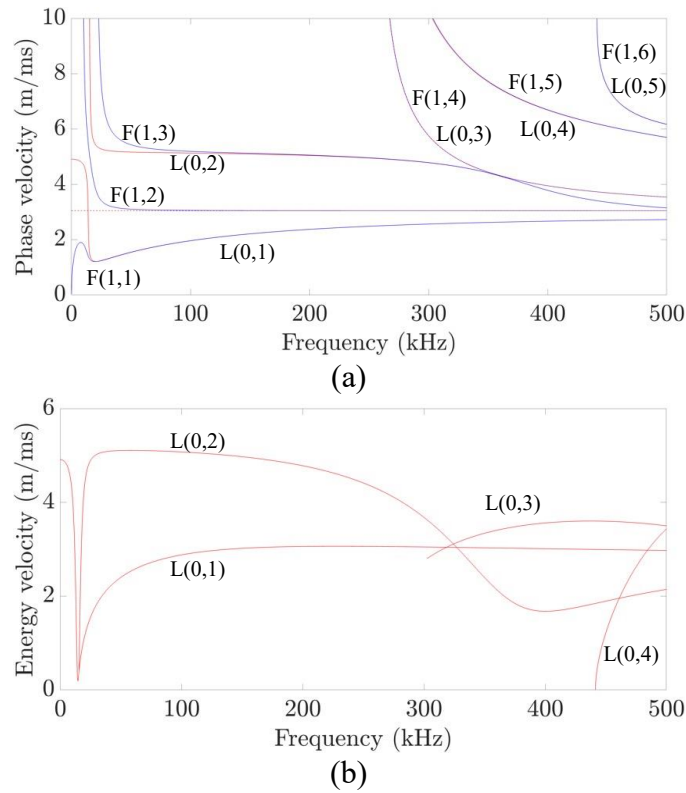 10
8
6
4
2
0
Phase velocity (m/ms)
F(1,3)
L(0,2)
F(1,2)
F(1,1)
L(0,1)
F(1,4)
L(0,3)
F(1,5)
L(0,4)
F(1,6)
L(0,5)
0 100 200 300 400 500
Frequency (kHz)
(a)
6
4
2
0
Energy velocity (m/ms)
L(0,2)
L(0,1)
L(0,3)
L(0,4)
0 100 200 300 400 500
Frequency (kHz)
(b)